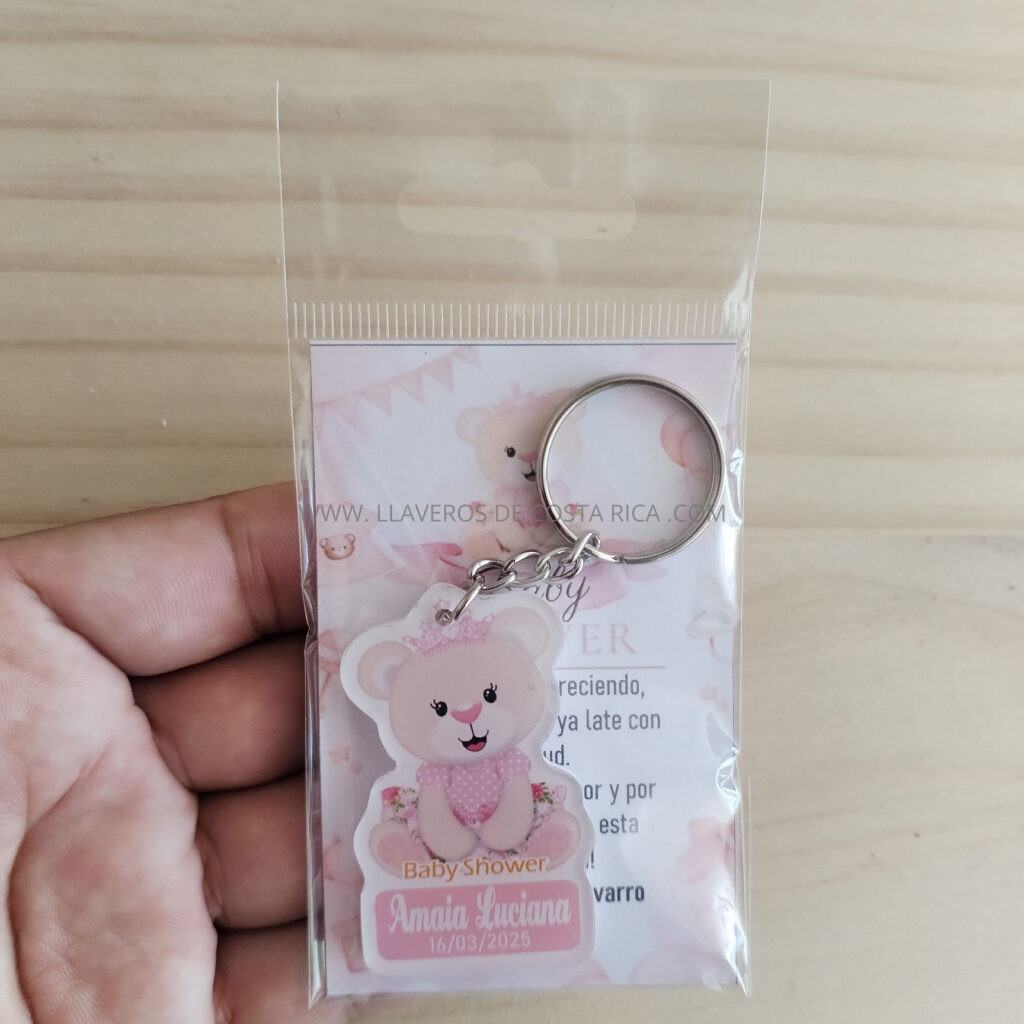 WWW. LLAVEROS DE COSTA RICA .COM
reciendo,
ya late con
ud.
or y por
esta
!
varro
Baby Shower
Amaia Luciana
16/03/2025